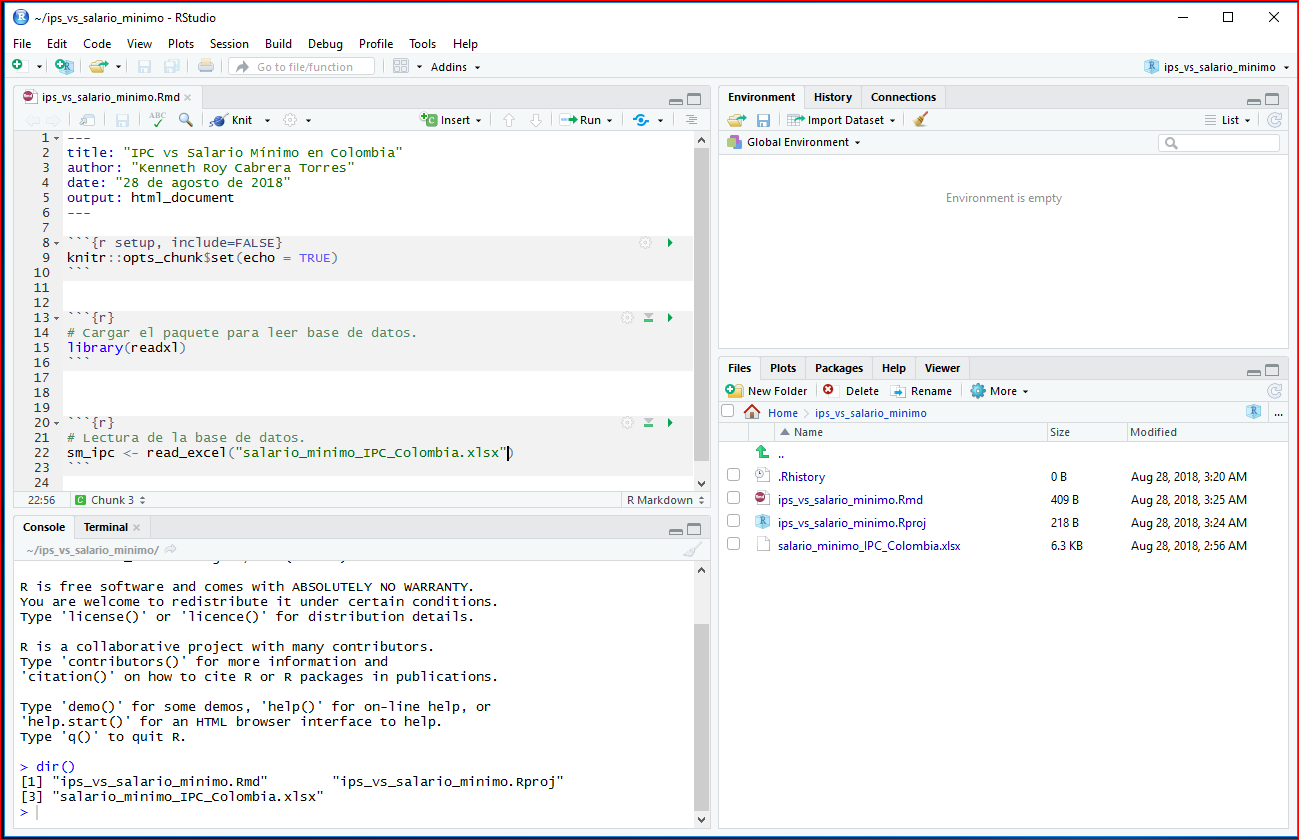 ~/ips_vs_salario_minimo - RStudio
File Edit Code View Plots Session Build Debug Profile Tools Help
Go to file/function Addins ips_vs_salario_minimo
ips_vs_salario_minimo.Rmd
ABC Knit Insert Run
1 ---
2 title: "IPC vs Salario Mínimo en Colombia"
3 author: "Kenneth Roy Cabrera Torres"
4 date: "28 de agosto de 2018"
5 output: html_document
6 ---
7
8 ```{r setup, include=FALSE}
9 knitr::opts_chunk$set(echo = TRUE)
10 ```
11
12
13 ```{r}
14 # Cargar el paquete para leer base de datos.
15 library(readxl)
16 ```
17
18
19
20 ```{r}
21 # Lectura de la base de datos.
22 sm_ipc <- read_excel("salario_minimo_IPC_Colombia.xlsx")
23 ```
24
22:56 C Chunk 3 R Markdown
Console Terminal
~/ips_vs_salario_minimo/
R is free software and comes with ABSOLUTELY NO WARRANTY.
You are welcome to redistribute it under certain conditions.
Type 'license()' or 'licence()' for distribution details.
R is a collaborative project with many contributors.
Type 'contributors()' for more information and
'citation()' on how to cite R or R packages in publications.
Type 'demo()' for some demos, 'help()' for on-line help, or
'help.start()' for an HTML browser interface to help.
Type 'q()' to quit R.
> dir()
[1] "ips_vs_salario_minimo.Rmd" "ips_vs_salario_minimo.Rproj"
[3] "salario_minimo_IPC_Colombia.xlsx"
>
Environment History Connections
Import Dataset List
Global Environment
Environment is empty
Files Plots Packages Help Viewer
New Folder Delete Rename More
Home ips_vs_salario_minimo ...
Name Size Modified
..
.Rhistory 0 B Aug 28, 2018, 3:20 AM
ips_vs_salario_minimo.Rmd 409 B Aug 28, 2018, 3:25 AM
ips_vs_salario_minimo.Rproj 218 B Aug 28, 2018, 3:24 AM
salario_minimo_IPC_Colombia.xlsx 6.3 KB Aug 28, 2018, 2:56 AM